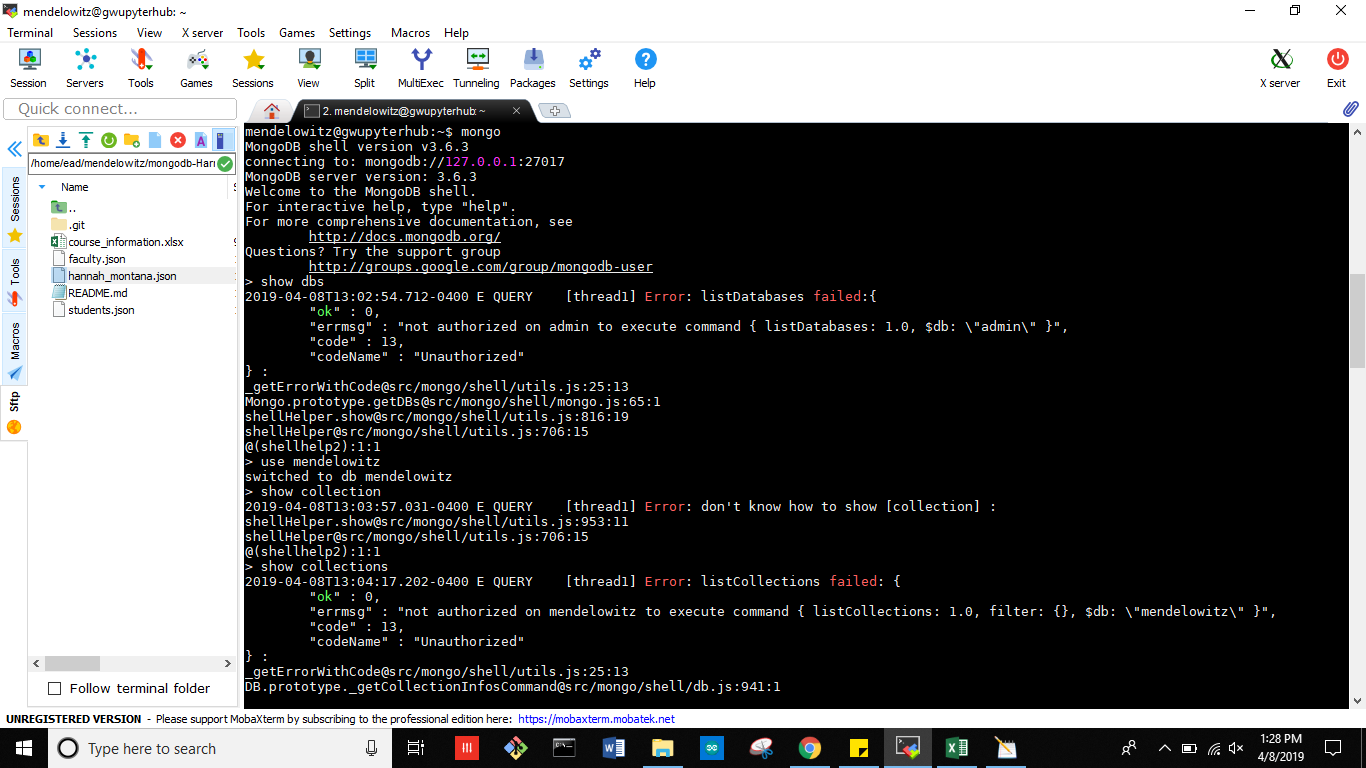 mendelowitz@gwupyterhub: ~
Terminal Sessions View X server Tools Games Settings Macros Help
Session Servers Tools Games Sessions View Split MultiExec Tunneling Packages Settings Help X server Exit
Quick connect...
2. mendelowitz@gwupyterhub: ~
/home/ead/mendelowitz/mongodb-Han
Name
..
.git
course_information.xlsx
faculty.json
hannah_montana.json
README.md
students.json
Sessions
Tools
Macros
Sftp
Follow terminal folder
mendelowitz@gwupyterhub:~$ mongo
MongoDB shell version v3.6.3
connecting to: mongodb://127.0.0.1:27017
MongoDB server version: 3.6.3
Welcome to the MongoDB shell.
For interactive help, type "help".
For more comprehensive documentation, see
http://docs.mongodb.org/
Questions? Try the support group
http://groups.google.com/group/mongodb-user
> show dbs
2019-04-08T13:02:54.712-0400 E QUERY    [thread1] Error: listDatabases failed:{
"ok" : 0,
"errmsg" : "not authorized on admin to execute command { listDatabases: 1.0, $db: \"admin\" }",
"code" : 13,
"codeName" : "Unauthorized"
} :
_getErrorWithCode@src/mongo/shell/utils.js:25:13
Mongo.prototype.getDBs@src/mongo/shell/mongo.js:65:1
shellHelper.show@src/mongo/shell/utils.js:816:19
shellHelper@src/mongo/shell/utils.js:706:15
@(shellhelp2):1:1
> use mendelowitz
switched to db mendelowitz
> show collection
2019-04-08T13:03:57.031-0400 E QUERY    [thread1] Error: don't know how to show [collection] :
shellHelper.show@src/mongo/shell/utils.js:953:11
shellHelper@src/mongo/shell/utils.js:706:15
@(shellhelp2):1:1
> show collections
2019-04-08T13:04:17.202-0400 E QUERY    [thread1] Error: listCollections failed: {
"ok" : 0,
"errmsg" : "not authorized on mendelowitz to execute command { listCollections: 1.0, filter: {}, $db: \"mendelowitz\" }",
"code" : 13,
"codeName" : "Unauthorized"
} :
_getErrorWithCode@src/mongo/shell/utils.js:25:13
DB.prototype._getCollectionInfosCommand@src/mongo/shell/db.js:941:1
UNREGISTERED VERSION - Please support MobaXterm by subscribing to the professional edition here: https://mobaxterm.mobatek.net
Type here to search
1:28 PM
4/8/2019